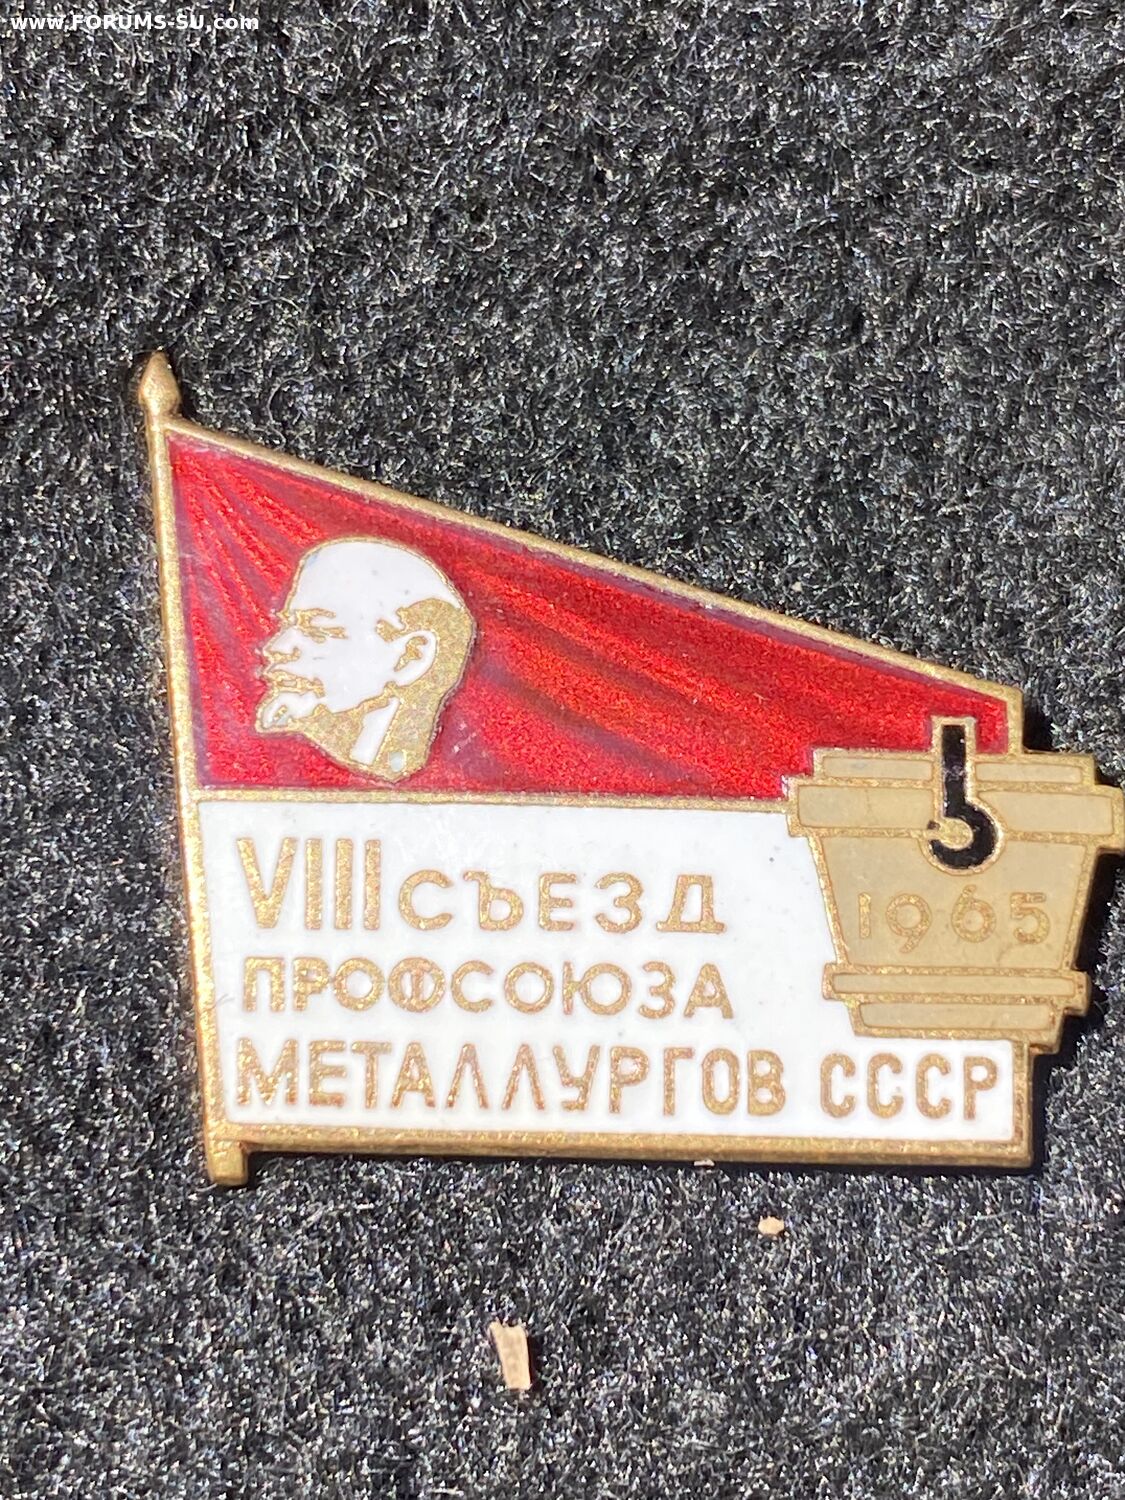 www.FORUMS-SU.com
VIII СЪЕЗД
ПРОФСОЮЗА
МЕТАЛЛУРГОВ СССР
1965